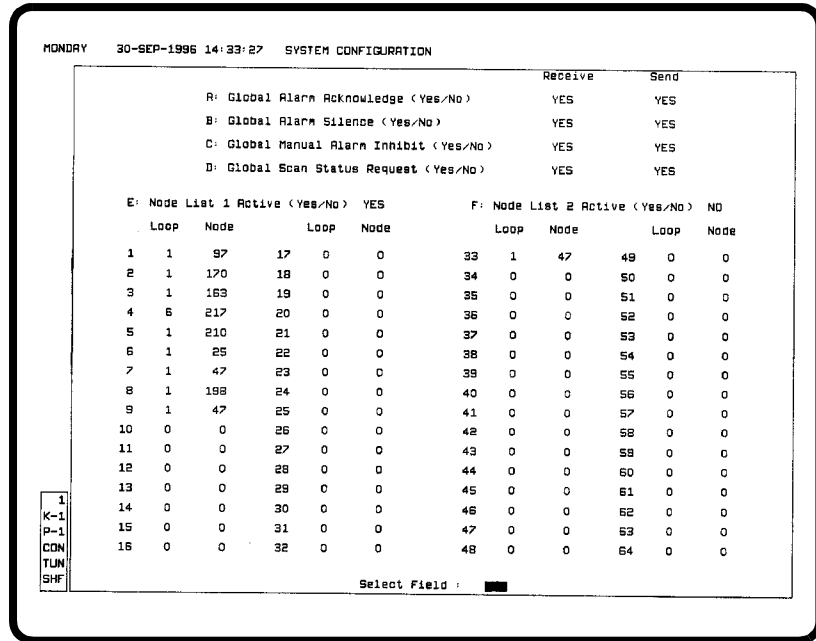 MONDAY 30-SEP-1996 14:33:27 SYSTEM CONFIGURATION
Receive Send
A: Global Alarm Acknowledge (Yes/No) YES YES
B: Global Alarm Silence (Yes/No) YES YES
C: Global Manual Alarm Inhibit (Yes/No) YES YES
D: Global Scan Status Request (Yes/No) YES YES
E: Node List 1 Active (Yes/No) YES F: Node List 2 Active (Yes/No) NO
Loop Node Loop Node Loop Node Loop Node
1 1 97 17 0 0 33 1 47 49 0 0
2 1 170 18 0 0 34 0 0 50 0 0
3 1 163 19 0 0 35 0 0 51 0 0
4 6 217 20 0 0 36 0 0 52 0 0
5 1 210 21 0 0 37 0 0 53 0 0
6 1 25 22 0 0 38 0 0 54 0 0
7 1 47 23 0 0 39 0 0 55 0 0
8 1 198 24 0 0 40 0 0 56 0 0
9 1 47 25 0 0 41 0 0 57 0 0
10 0 0 26 0 0 42 0 0 58 0 0
11 0 0 27 0 0 43 0 0 59 0 0
12 0 0 28 0 0 44 0 0 60 0 0
13 0 0 29 0 0 45 0 0 61 0 0
14 0 0 30 0 0 46 0 0 62 0 0
15 0 0 31 0 0 47 0 0 63 0 0
16 0 0 32 0 0 48 0 0 64 0 0
1
K-1
P-1
CON
TUN
SHF
Select Field :